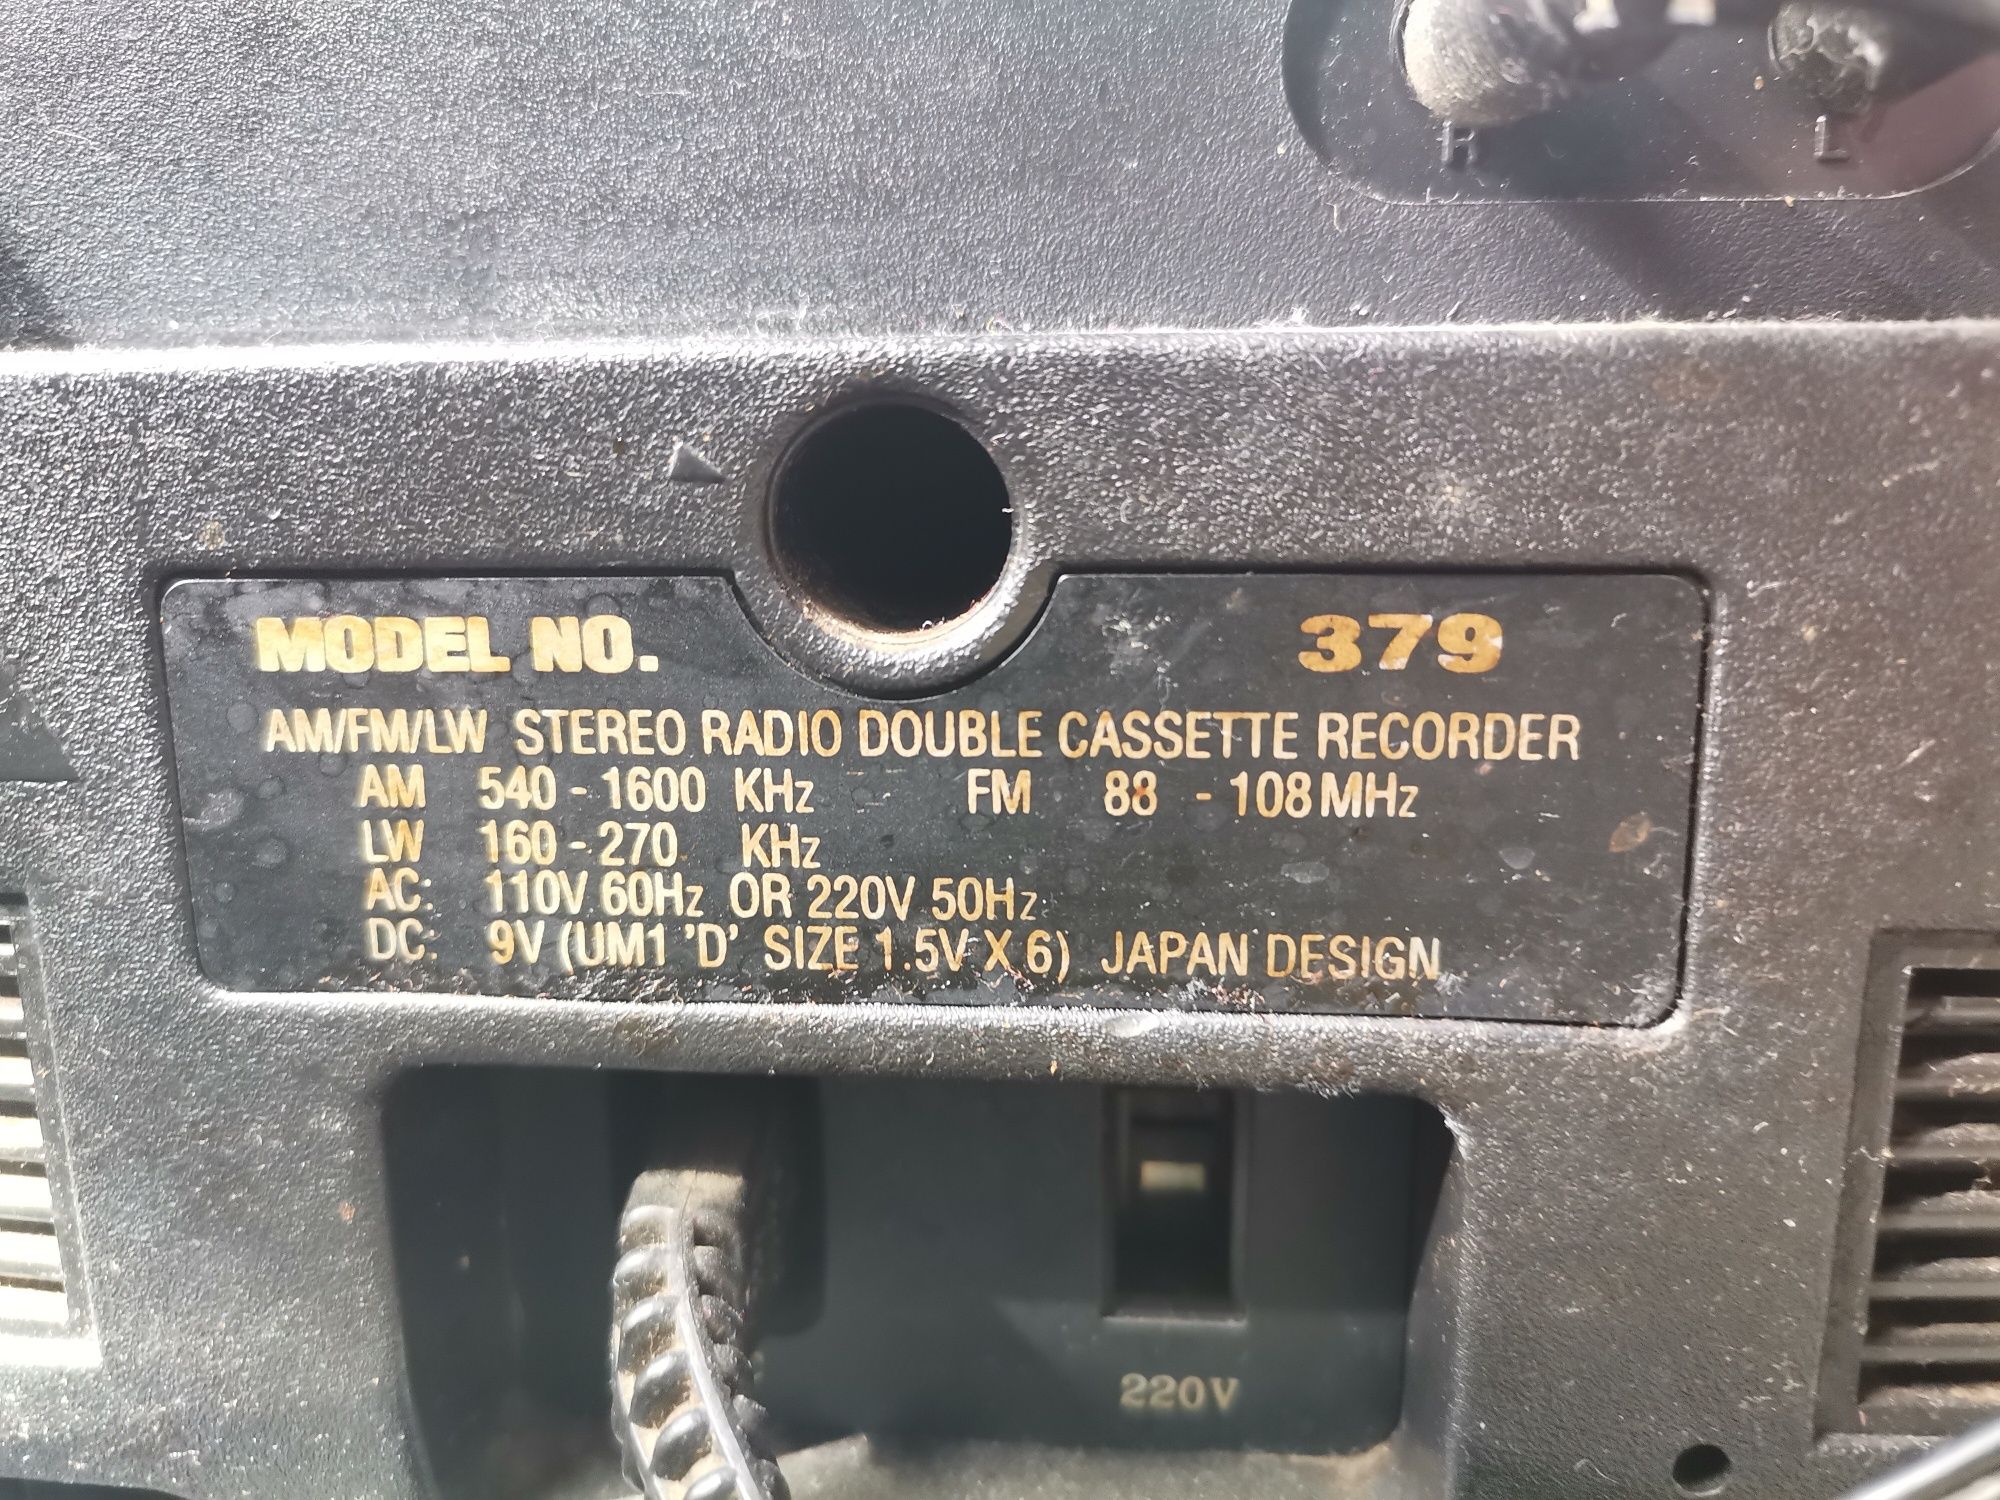 R L
MODEL NO. 379
AM/FM/LW STEREO RADIO DOUBLE CASSETTE RECORDER
AM 540 - 1600 KHz FM 88 - 108 MHz
LW 160 - 270 KHz
AC: 110V 60Hz OR 220V 50Hz
DC: 9V (UM1 'D' SIZE 1.5V X 6) JAPAN DESIGN
220V